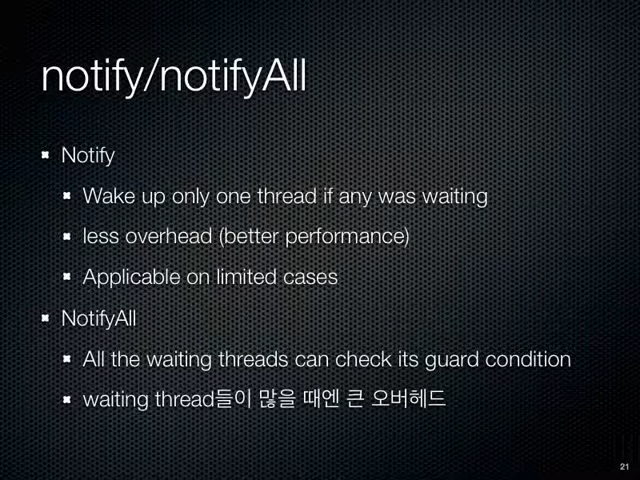 notify/notifyAll
Notify
Wake up only one thread if any was waiting
less overhead (better performance)
Applicable on limited cases
NotifyAll
All the waiting threads can check its guard condition
waiting thread들이 많을 때엔 큰 오버헤드
21